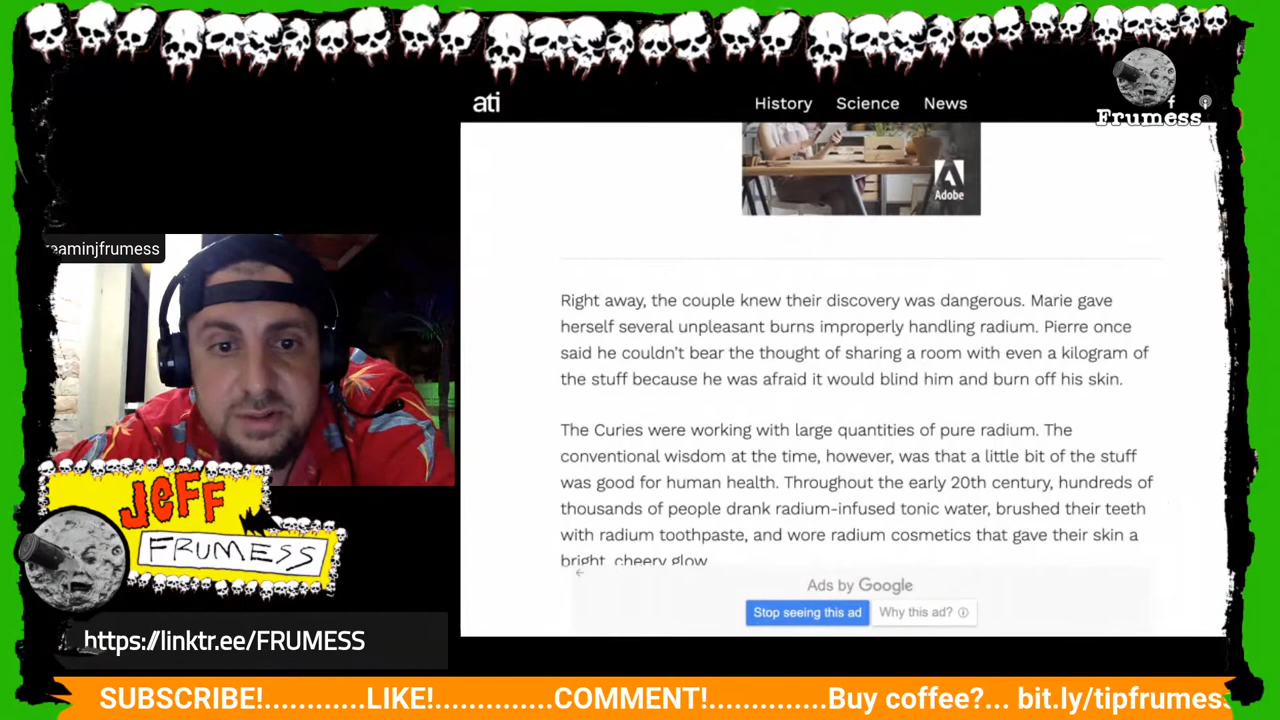 ati
History Science News
Frumess
Adobe
eaminjfrumess
Right away, the couple knew their discovery was dangerous. Marie gave
herself several unpleasant burns improperly handling radium. Pierre once
said he couldn't bear the thought of sharing a room with even a kilogram of
the stuff because he was afraid it would blind him and burn off his skin.
The Curies were working with large quantities of pure radium. The
conventional wisdom at the time, however, was that a little bit of the stuff
was good for human health. Throughout the early 20th century, hundreds of
thousands of people drank radium-infused tonic water, brushed their teeth
with radium toothpaste, and wore radium cosmetics that gave their skin a
bright, cheery glow
Ads by Google
Stop seeing this ad Why this ad?
JEFF
FRUMESS
https://linktr.ee/FRUMESS
SUBSCRIBE!............LIKE!............COMMENT!..............Buy coffee?... bit.ly/tipfrumess